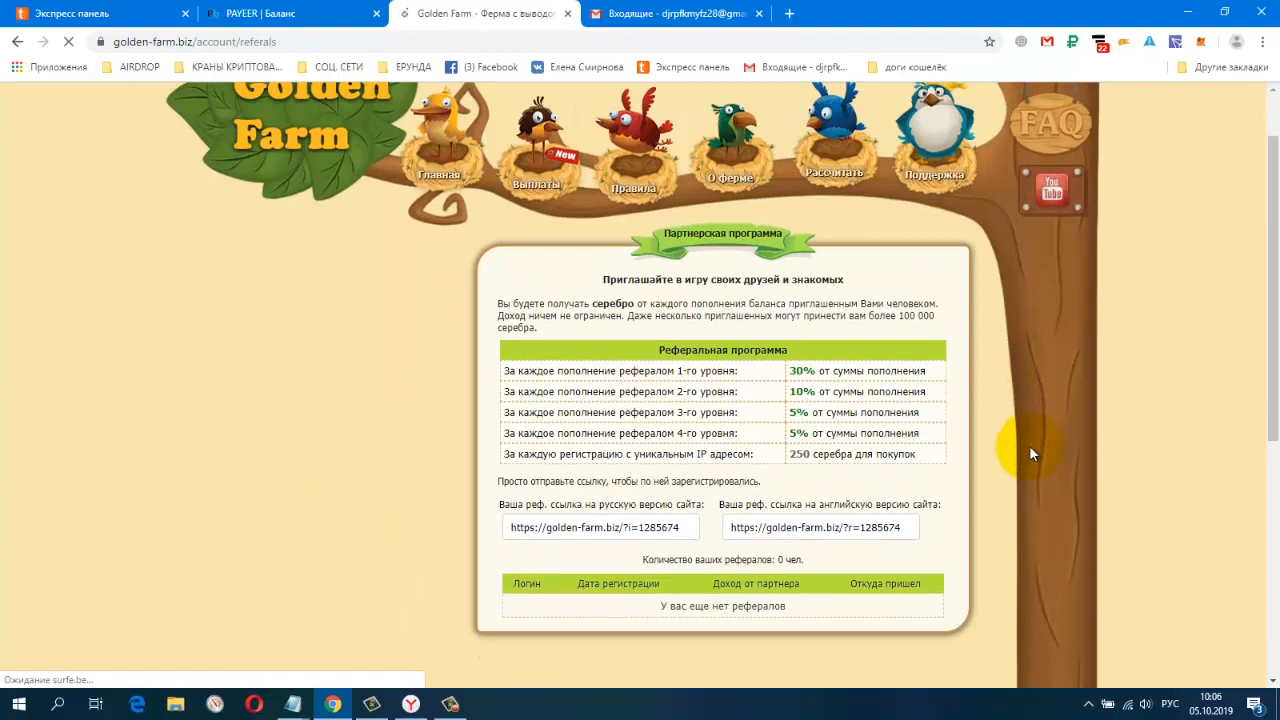 Экспресс панель
PAYEER | Баланс
Golden Farm - Ферма с выводо
Входящие - djrpfkmyfz28@gma
golden-farm.biz/account/referals
22
Приложения
AIRDROP
КРАНЫ КРИПТОВА...
СОЦ. СЕТИ
ЕРУНДА
(3) Facebook
Елена Смирнова
Экспресс панель
Входящие - djrpfk...
доги кошелёк
Другие закладки
Golden
Farm
Главная
New
Выплаты
Правила
О ферме
Рассчитать
Поддержка
FAQ
You
Tube
Партнерская программа
Приглашайте в игру своих друзей и знакомых
Вы будете получать серебро от каждого пополнения баланса приглашенным Вами человеком.
Доход ничем не ограничен. Даже несколько приглашенных могут принести вам более 100 000
серебра.
Реферальная программа
За каждое пополнение рефералом 1-го уровня: 30% от суммы пополнения
За каждое пополнение рефералом 2-го уровня: 10% от суммы пополнения
За каждое пополнение рефералом 3-го уровня: 5% от суммы пополнения
За каждое пополнение рефералом 4-го уровня: 5% от суммы пополнения
За каждую регистрацию с уникальным IP адресом: 250 серебра для покупок
Просто отправьте ссылку, чтобы по ней зарегистрировались.
Ваша реф. ссылка на русскую версию сайта: Ваша реф. ссылка на английскую версию сайта:
https://golden-farm.biz/?i=1285674 https://golden-farm.biz/?r=1285674
Количество ваших рефералов: 0 чел.
Логин Дата регистрации Доход от партнера Откуда пришел
У вас еще нет рефералов
Ожидание surfe.be...
РУС
10:06
05.10.2019
3